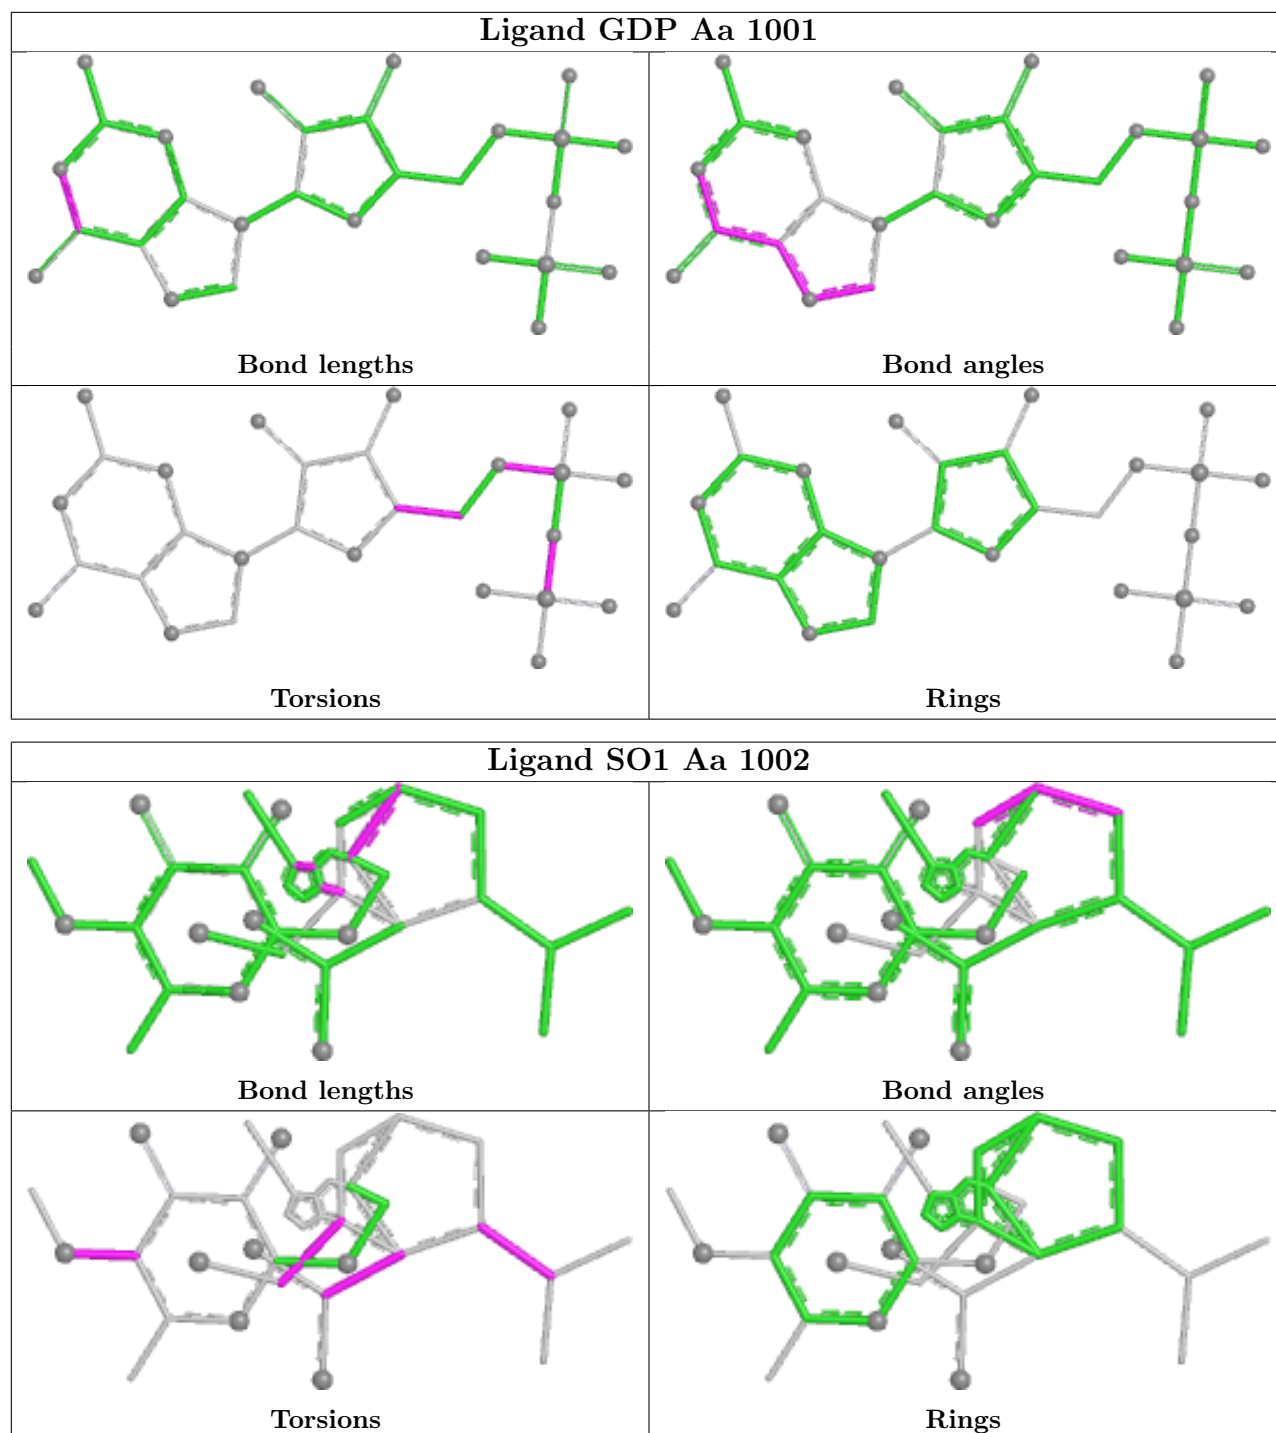 Ligand GDP Aa 1001
Bond lengths
Bond angles
Torsions
Rings
Ligand SO1 Aa 1002
Bond lengths
Bond angles
Torsions
Rings